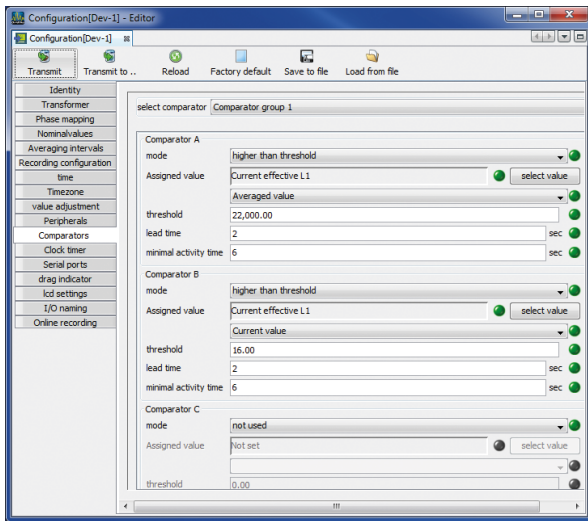 Configuration[Dev-1] - Editor
Configuration[Dev-1]
Transmit Transmit to .. Reload Factory default Save to file Load from file
Identity
Transformer
Phase mapping
Nominalvalues
Averaging intervals
Recording configuration
time
Timezone
value adjustment
Peripherals
Comparators
Clock timer
Serial ports
drag indicator
lcd settings
I/O naming
Online recording
select comparator Comparator group 1
Comparator A
mode higher than threshold
Assigned value Current effective L1 select value
Averaged value
threshold 22,000.00
lead time 2 sec
minimal activity time 6 sec
Comparator B
mode higher than threshold
Assigned value Current effective L1 select value
Current value
threshold 16.00
lead time 2 sec
minimal activity time 6 sec
Comparator C
mode not used
Assigned value Not set select value
threshold 0.00